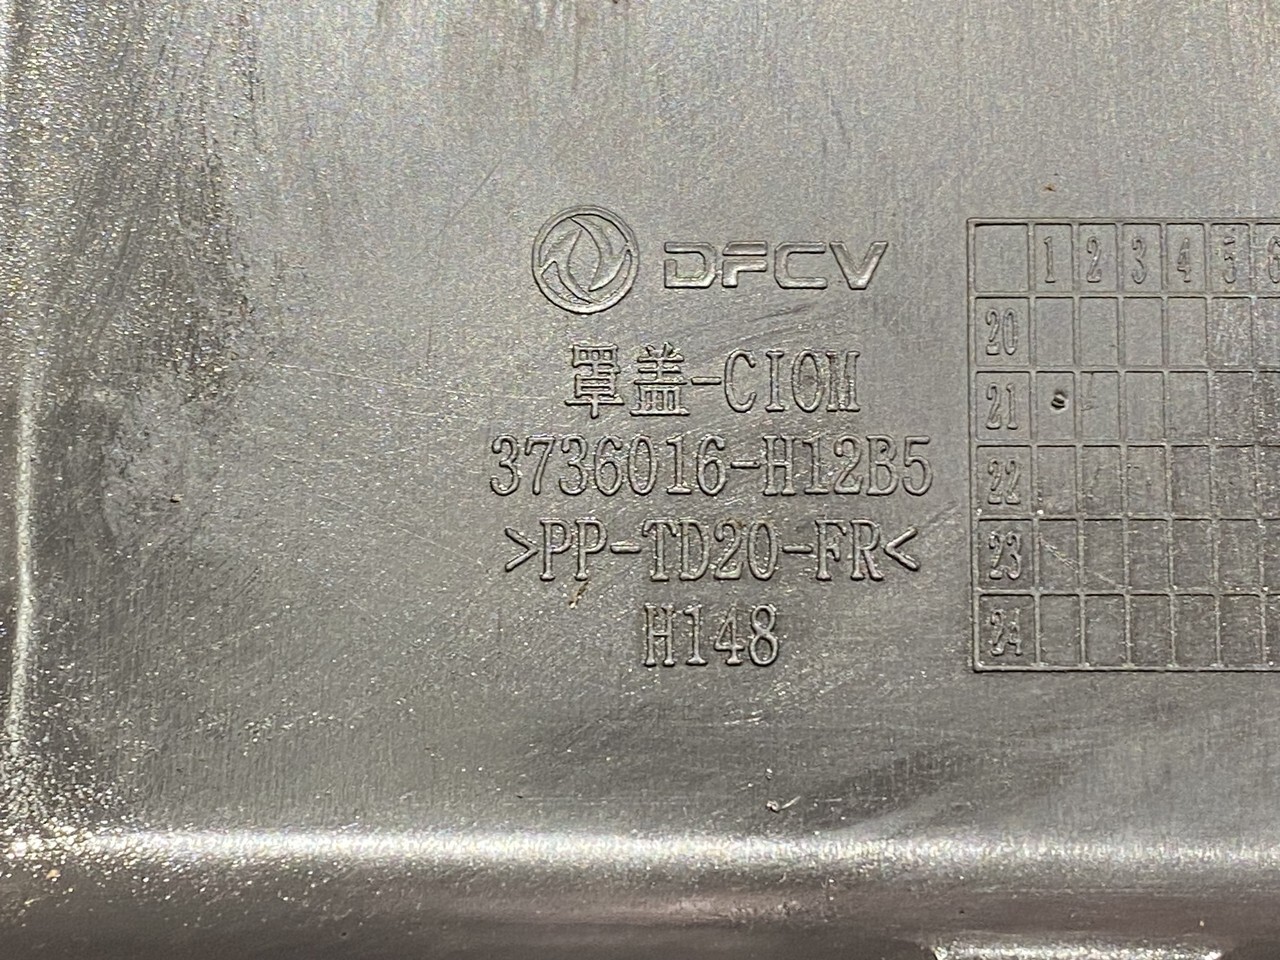 DFCV
罩盖-CIOM
3736016-H12B5
>PP-TD20-FR<
H148
1 2 3 4 5 6
20
21
22
23
24